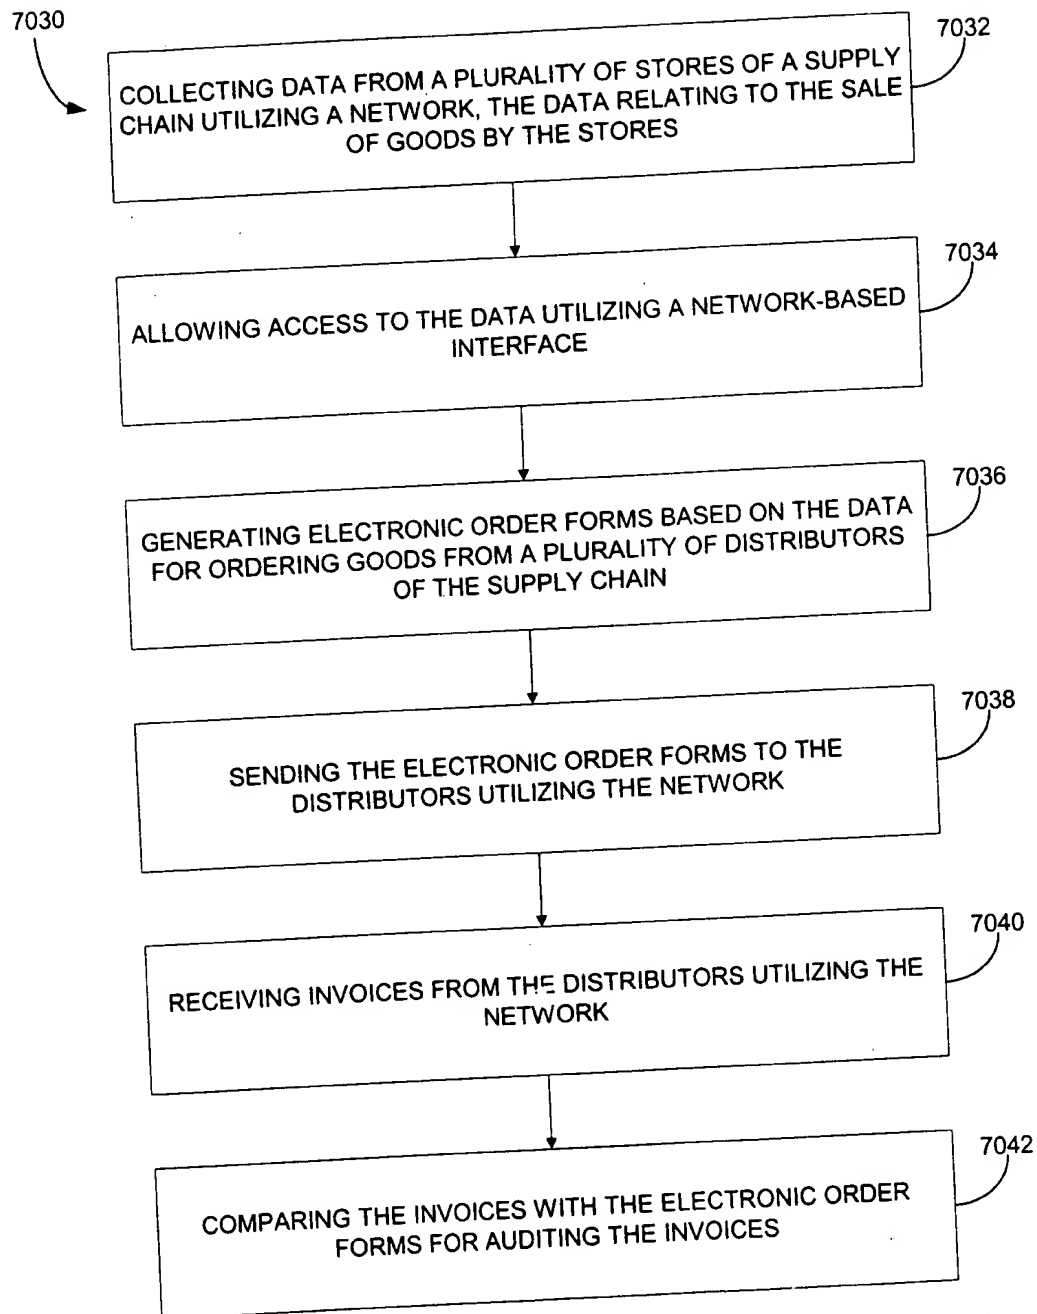 7030
7032
COLLECTING DATA FROM A PLURALITY OF STORES OF A SUPPLY
CHAIN UTILIZING A NETWORK, THE DATA RELATING TO THE SALE
OF GOODS BY THE STORES
7034
ALLOWING ACCESS TO THE DATA UTILIZING A NETWORK-BASED
INTERFACE
7036
GENERATING ELECTRONIC ORDER FORMS BASED ON THE DATA
FOR ORDERING GOODS FROM A PLURALITY OF DISTRIBUTORS
OF THE SUPPLY CHAIN
7038
SENDING THE ELECTRONIC ORDER FORMS TO THE
DISTRIBUTORS UTILIZING THE NETWORK
7040
RECEIVING INVOICES FROM THE DISTRIBUTORS UTILIZING THE
NETWORK
7042
COMPARING THE INVOICES WITH THE ELECTRONIC ORDER
FORMS FOR AUDITING THE INVOICES